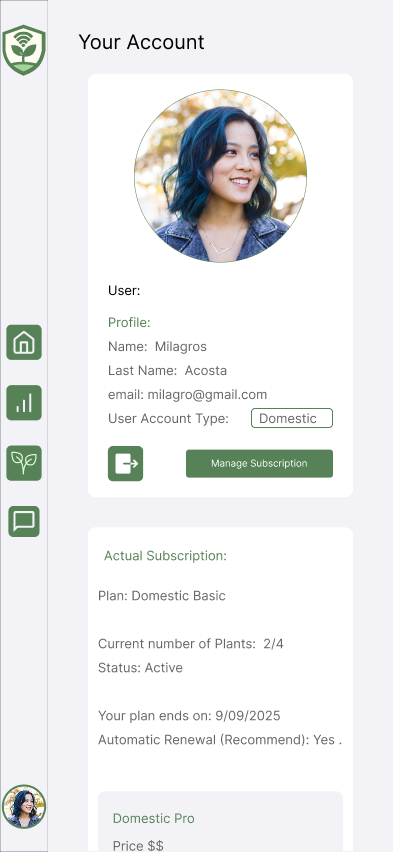 Your Account
User:
Profile:
Name: Milagros
Last Name: Acosta
email: milagro@gmail.com
User Account Type: Domestic
Manage Subscription
Actual Subscription:
Plan: Domestic Basic
Current number of Plants: 2/4
Status: Active
Your plan ends on: 9/09/2025
Automatic Renewal (Recommend): Yes .
Domestic Pro
Price $$